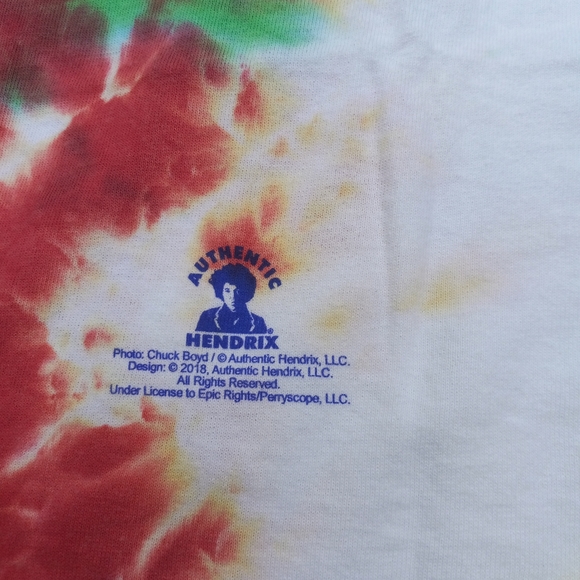 AUTHENTIC
HENDRIX®
Photo: Chuck Boyd / © Authentic Hendrix, LLC.
Design: © 2018, Authentic Hendrix, LLC.
All Rights Reserved.
Under License to Epic Rights/Perryscope, LLC.